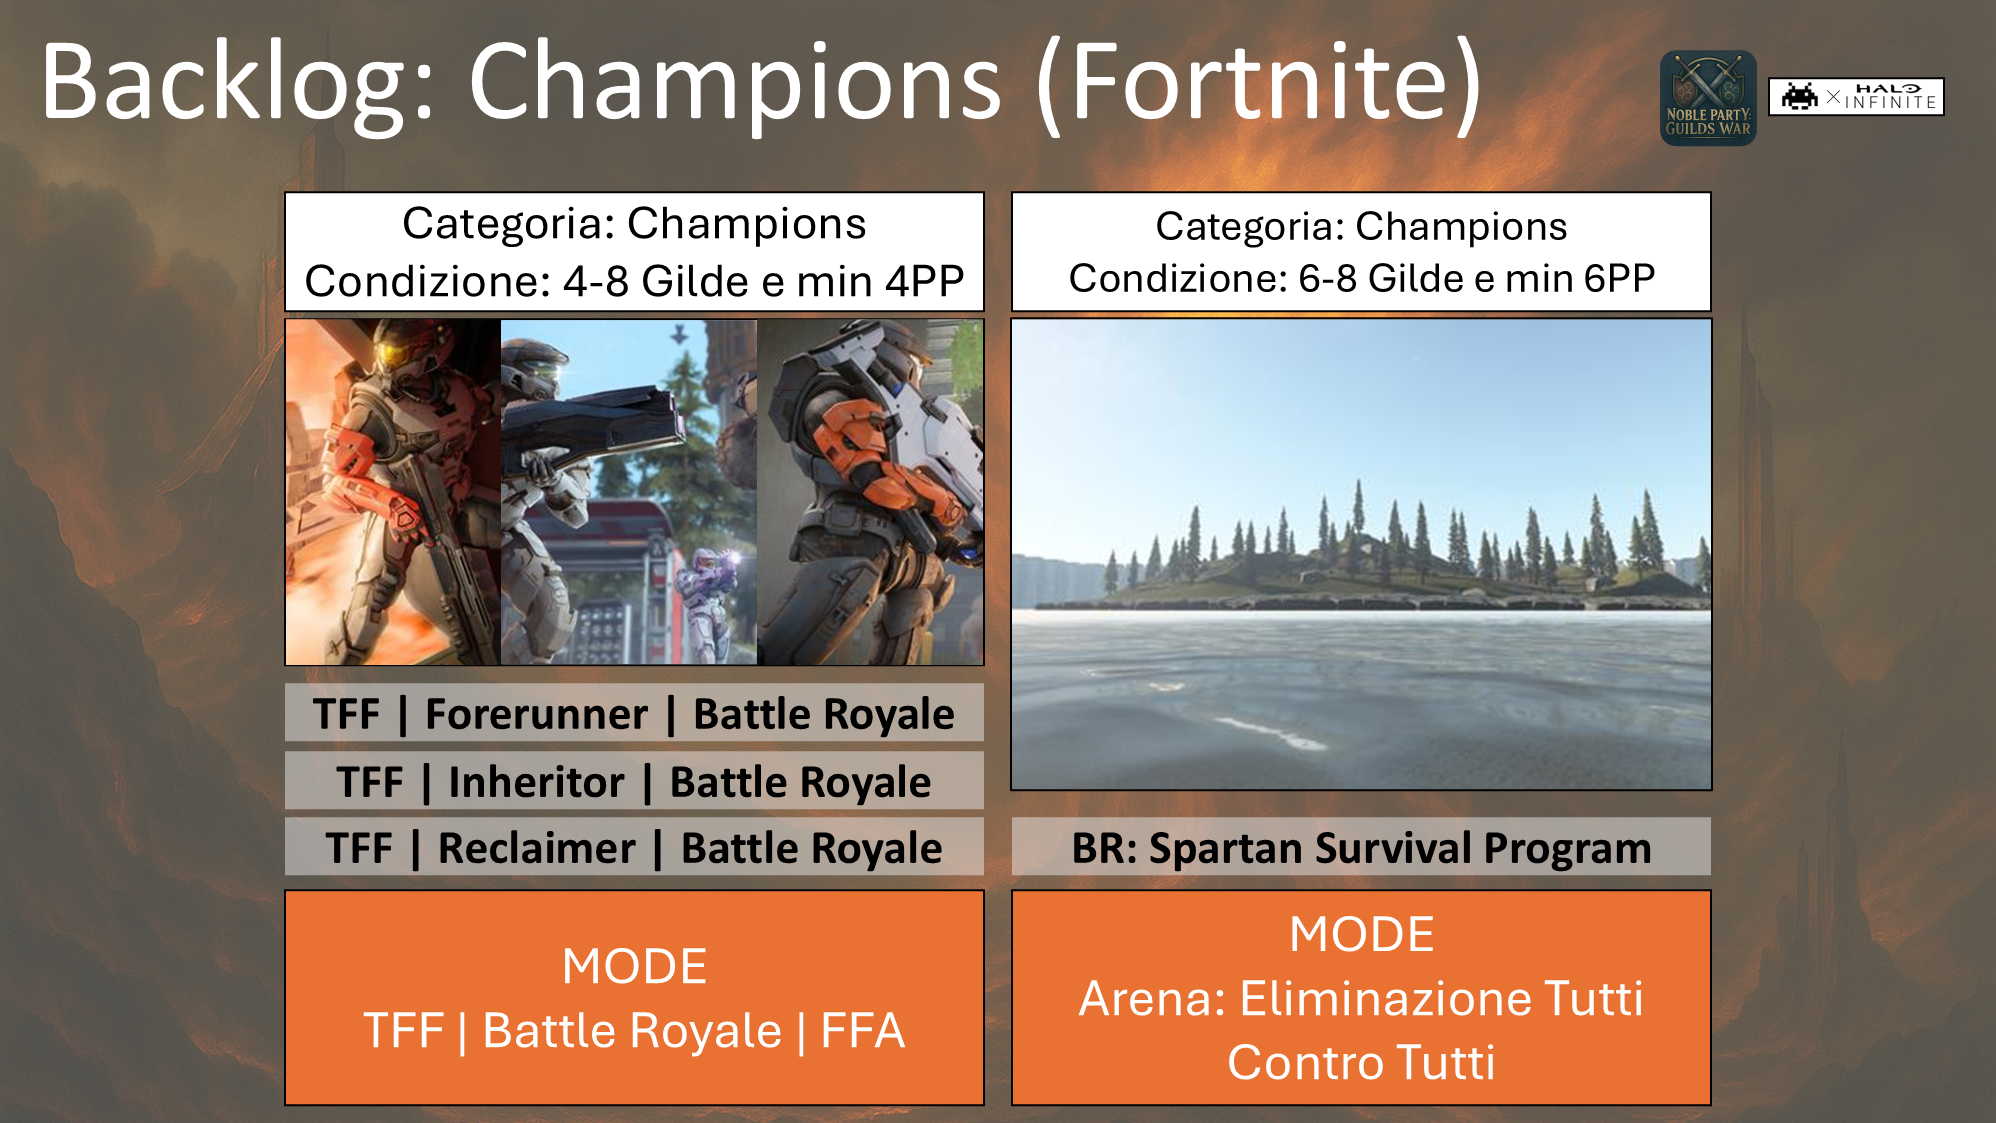 Backlog: Champions (Fortnite)
NOBLE PARTY:
GUILDS WAR
× HALO
INFINITE
Categoria: Champions
Condizione: 4-8 Gilde e min 4PP
TFF | Forerunner | Battle Royale
TFF | Inheritor | Battle Royale
TFF | Reclaimer | Battle Royale
MODE
TFF | Battle Royale | FFA
Categoria: Champions
Condizione: 6-8 Gilde e min 6PP
BR: Spartan Survival Program
MODE
Arena: Eliminazione Tutti
Contro Tutti